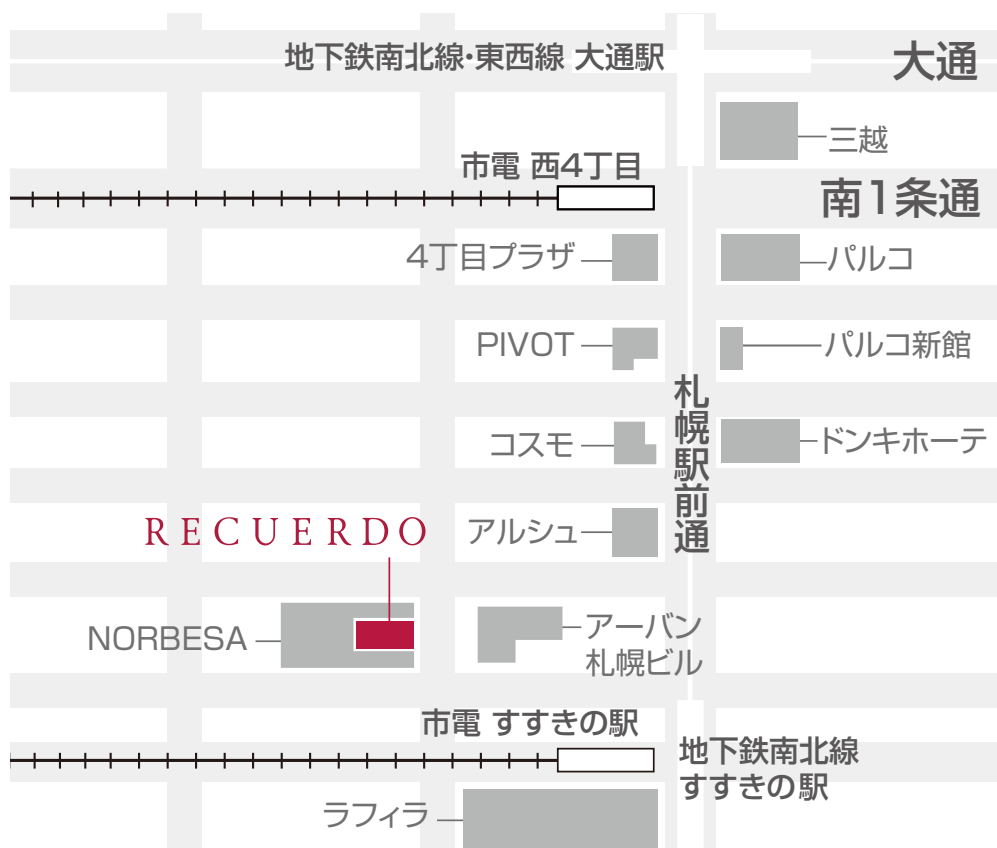 地下鉄南北線・東西線 大通駅
大通
三越
市電 西4丁目
南1条通
4丁目プラザ
パルコ
PIVOT
パルコ新館
札幌駅前通
コスモ
ドンキホーテ
RECUERDO
アルシュ
NORBESA
アーバン
札幌ビル
市電 すすきの駅
地下鉄南北線
すすきの駅
ラフィラ